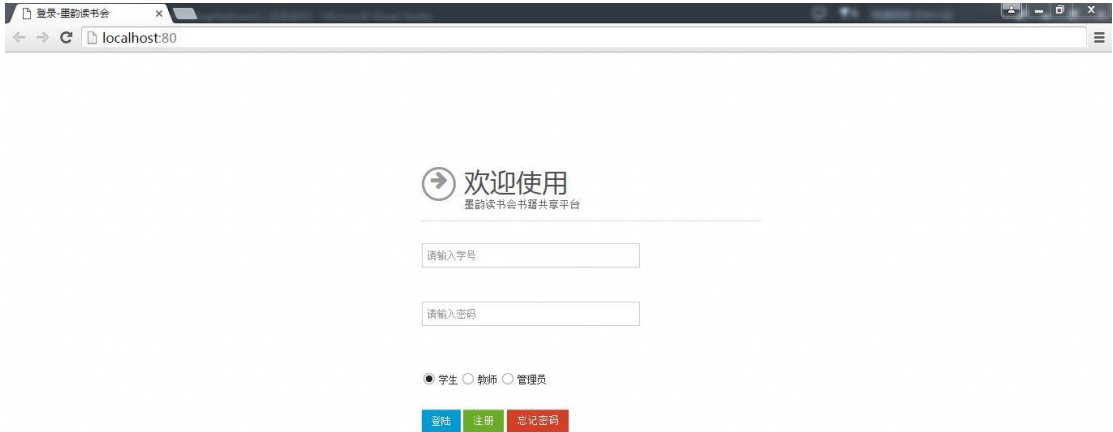 登录-墨韵读书会
localhost:80
欢迎使用
墨韵读书会书籍共享平台
请输入学号
请输入密码
学生 教师 管理员
登陆 注册 忘记密码